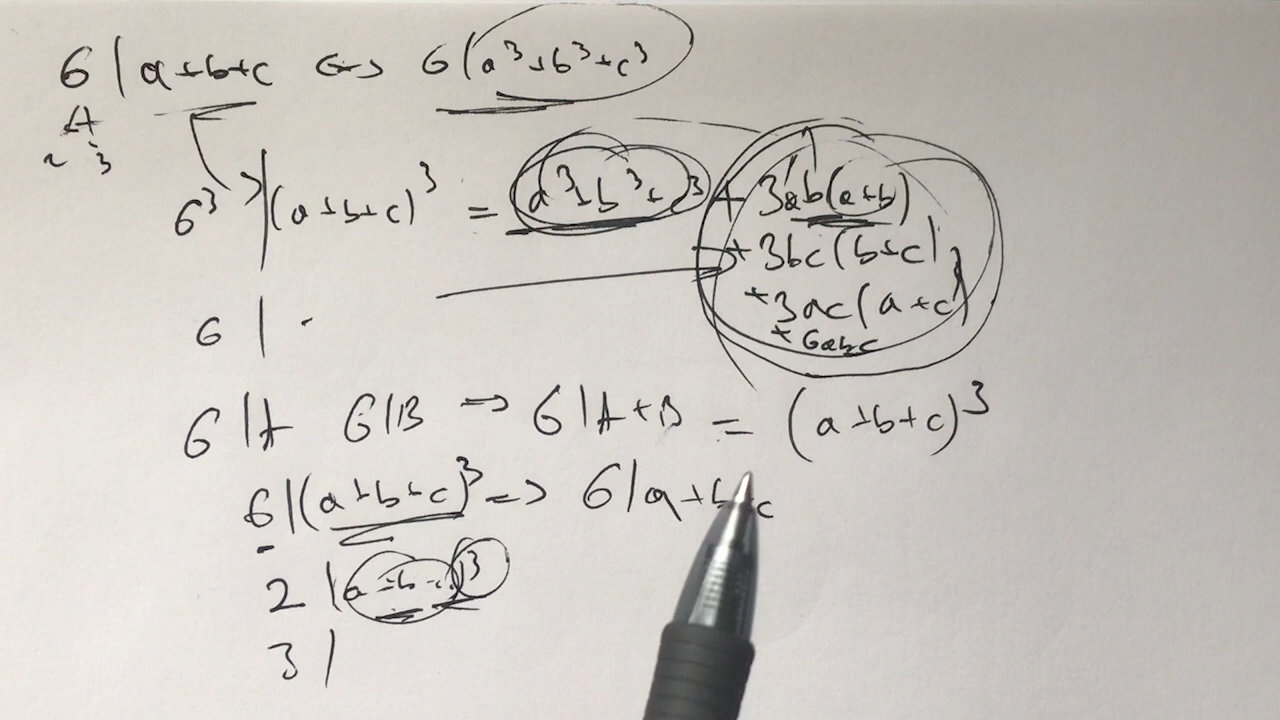 6 | a+b+c ↔ 6 | a³+b³+c³
2 3
6³ | (a+b+c)³ = a³+b³+c³ + 3ab(a+b)
+3bc(b+c)
+3ac(a+c)
+6abc
6 | ·
6|A 6|B → 6|A+B = (a+b+c)³
6|(a+b+c)³ => 6|a+b+c
2 |(a+b+c)³
3 |